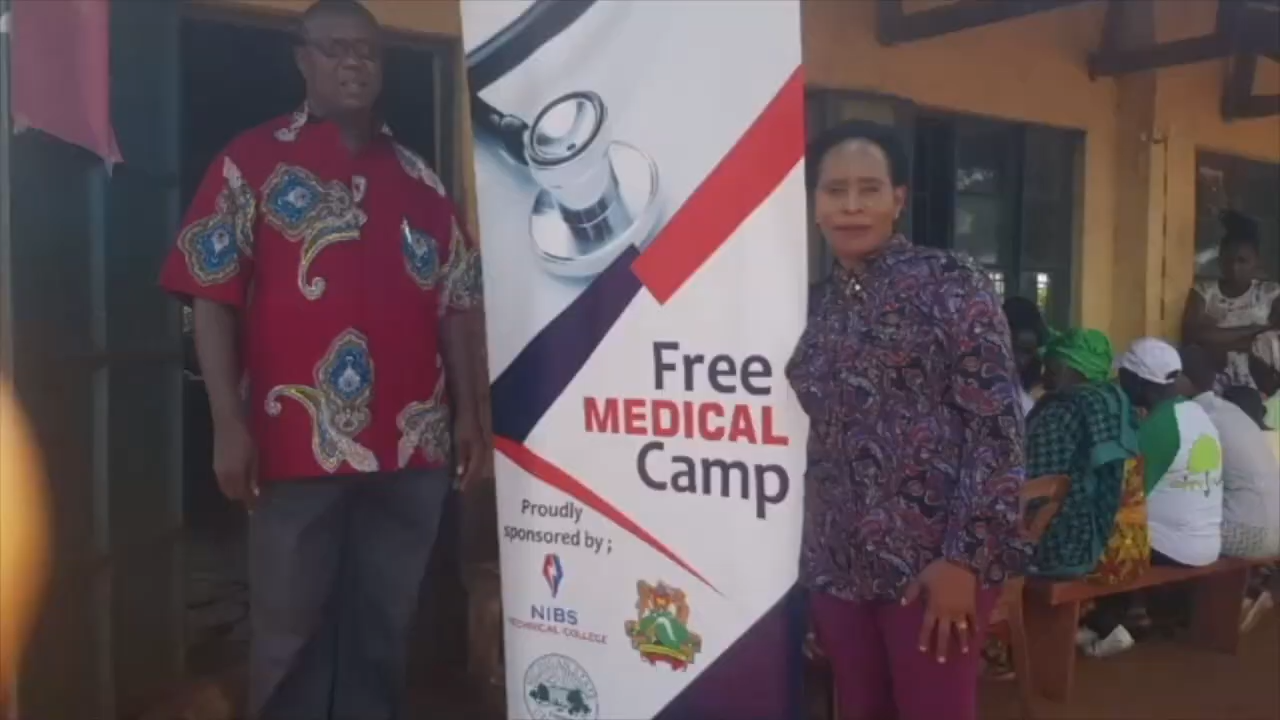 Free
MEDICAL
Camp
Proudly
sponsored by ;
NIBS
TECHNICAL COLLEGE